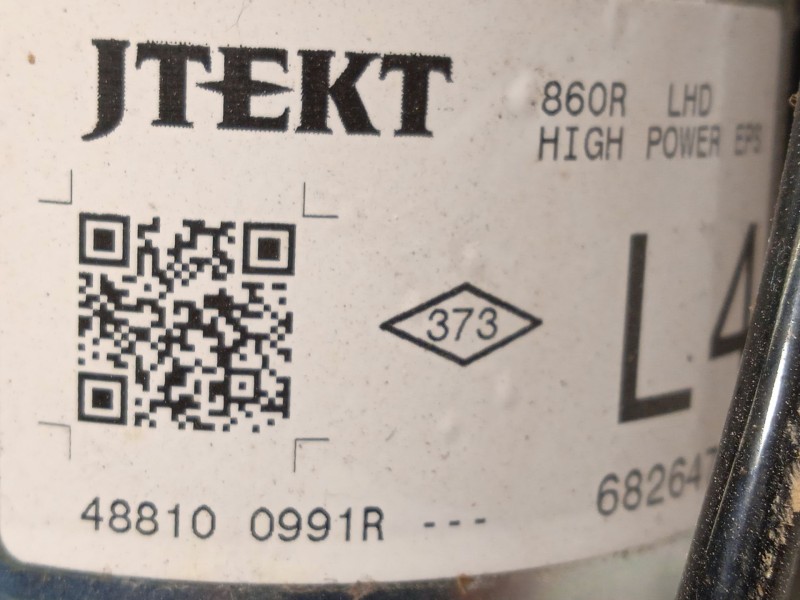 JTEKT
860R LHD
HIGH POWER EPS
373
L4
48810 0991R ---